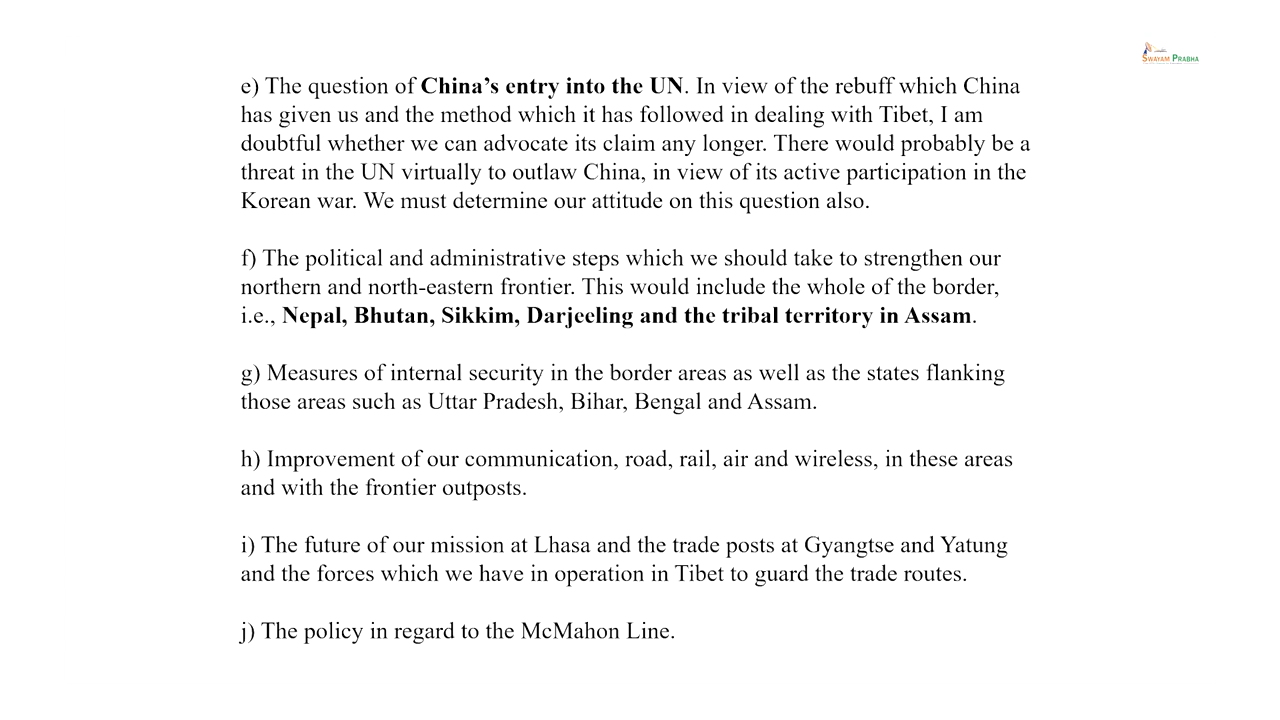 SWAYAM PRABHA
e) The question of China’s entry into the UN. In view of the rebuff which China
has given us and the method which it has followed in dealing with Tibet, I am
doubtful whether we can advocate its claim any longer. There would probably be a
threat in the UN virtually to outlaw China, in view of its active participation in the
Korean war. We must determine our attitude on this question also.
f) The political and administrative steps which we should take to strengthen our
northern and north-eastern frontier. This would include the whole of the border,
i.e., Nepal, Bhutan, Sikkim, Darjeeling and the tribal territory in Assam.
g) Measures of internal security in the border areas as well as the states flanking
those areas such as Uttar Pradesh, Bihar, Bengal and Assam.
h) Improvement of our communication, road, rail, air and wireless, in these areas
and with the frontier outposts.
i) The future of our mission at Lhasa and the trade posts at Gyangtse and Yatung
and the forces which we have in operation in Tibet to guard the trade routes.
j) The policy in regard to the McMahon Line.